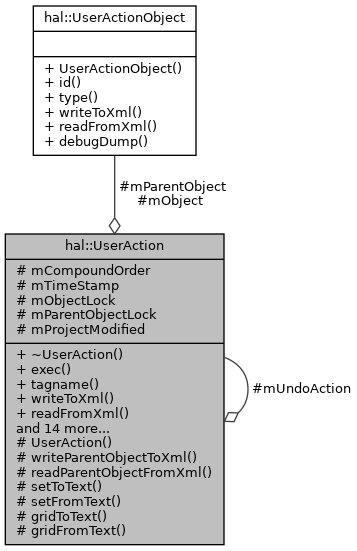 hal::UserActionObject
+ UserActionObject()
+ id()
+ type()
+ writeToXml()
+ readFromXml()
+ debugDump()
#mParentObject
#mObject
hal::UserAction
# mCompoundOrder
# mTimeStamp
# mObjectLock
# mParentObjectLock
# mProjectModified
+ ~UserAction()
+ exec()
+ tagname()
+ writeToXml()
+ readFromXml()
and 14 more...
# UserAction()
# writeParentObjectToXml()
# readParentObjectFromXml()
# setToText()
# setFromText()
# gridToText()
# gridFromText()
#mUndoAction